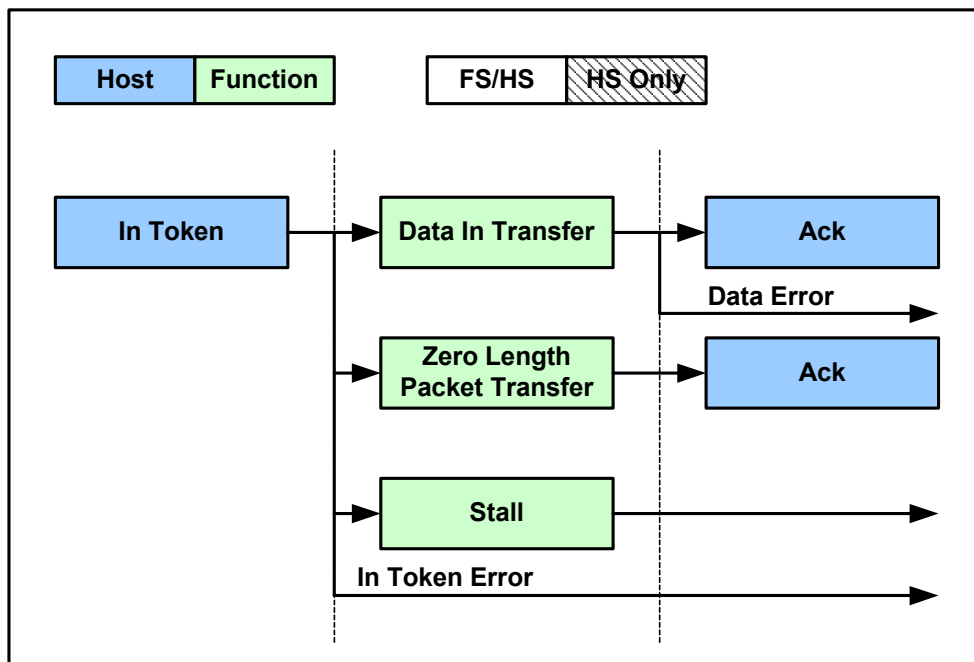 Host
Function
FS/HS
HS Only
In Token
Data In Transfer
Ack
Data Error
Zero Length
Packet Transfer
Ack
Stall
In Token Error